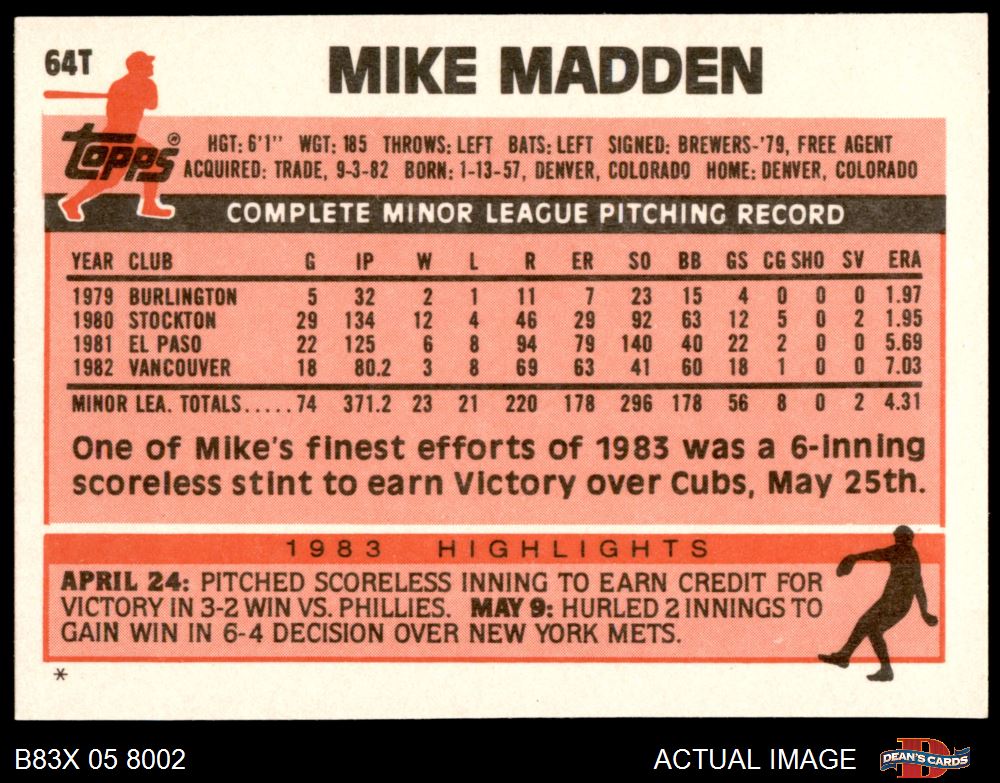 64T
MIKE MADDEN
topps®
HGT: 6'1" WGT: 185 THROWS: LEFT BATS: LEFT SIGNED: BREWERS-'79, FREE AGENT
ACQUIRED: TRADE, 9-3-82 BORN: 1-13-57, DENVER, COLORADO HOME: DENVER, COLORADO
COMPLETE MINOR LEAGUE PITCHING RECORD
YEAR CLUB G IP W L R ER SO BB GS CG SHO SV ERA
1979 BURLINGTON 5 32 2 1 11 7 23 15 4 0 0 0 1.97
1980 STOCKTON 29 134 12 4 46 29 92 63 12 5 0 2 1.95
1981 EL PASO 22 125 6 8 94 79 140 40 22 2 0 0 5.69
1982 VANCOUVER 18 80.2 3 8 69 63 41 60 18 1 0 0 7.03
MINOR LEA. TOTALS.....74 371.2 23 21 220 178 296 178 56 8 0 2 4.31
One of Mike's finest efforts of 1983 was a 6-inning
scoreless stint to earn Victory over Cubs, May 25th.
1983 HIGHLIGHTS
APRIL 24: PITCHED SCORELESS INNING TO EARN CREDIT FOR
VICTORY IN 3-2 WIN VS. PHILLIES. MAY 9: HURLED 2 INNINGS TO
GAIN WIN IN 6-4 DECISION OVER NEW YORK METS.
*
B83X 05 8002
ACTUAL IMAGE
D
DEAN'S CARDS